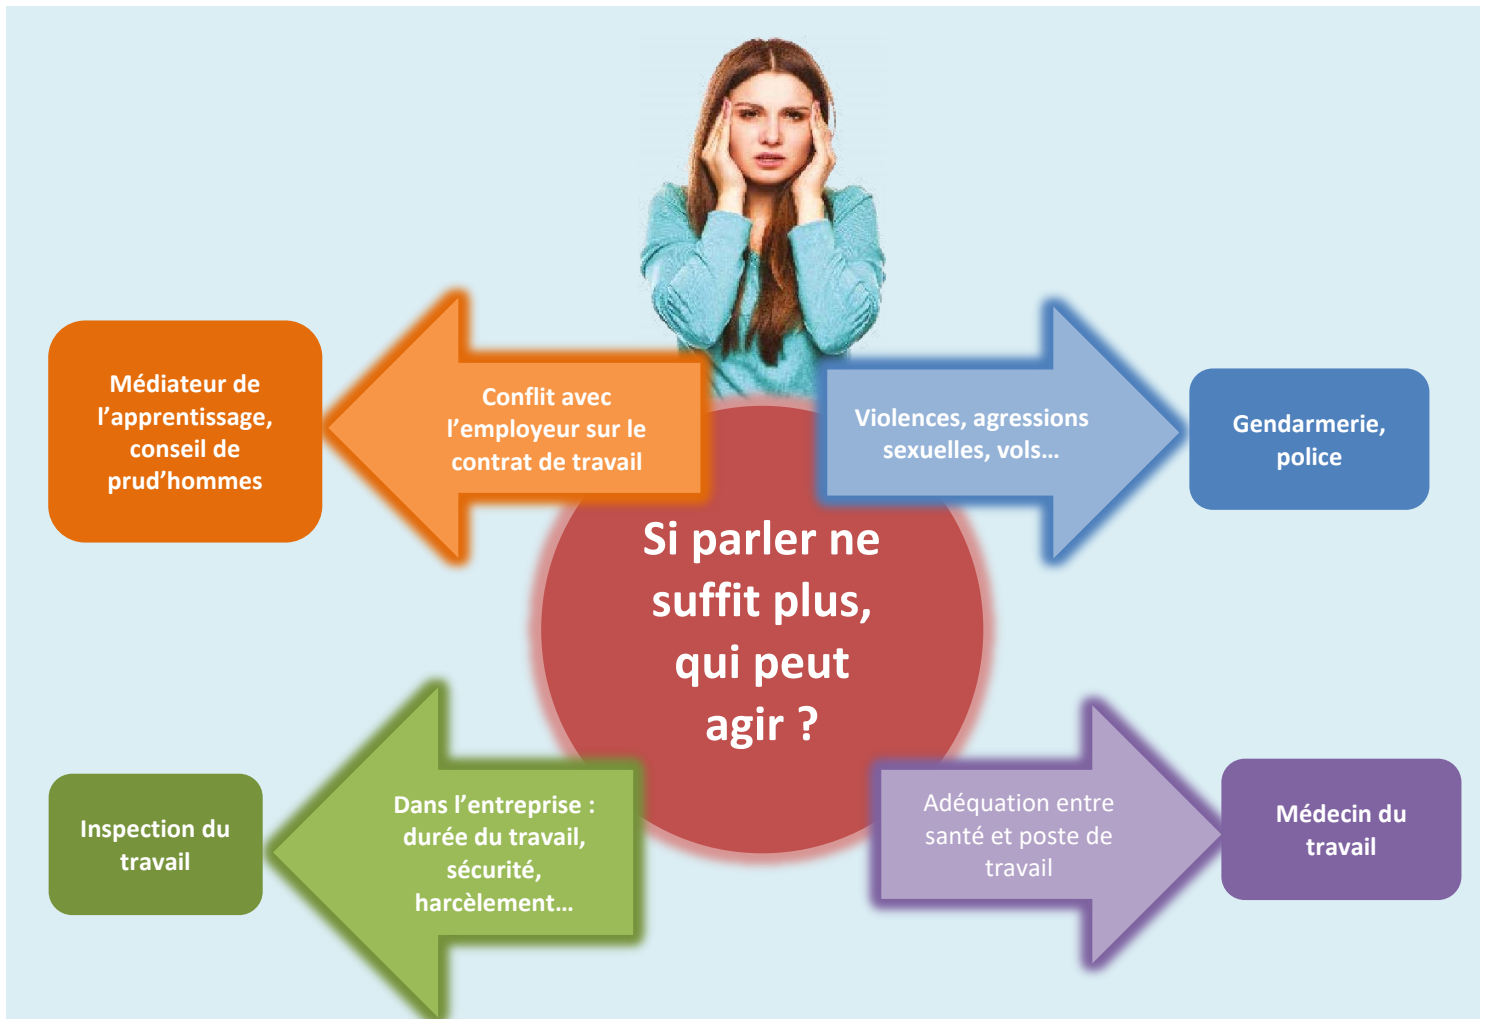 Médiateur de
l’apprentissage,
conseil de
prud’hommes
Conflit avec
l’employeur sur le
contrat de travail
Violences, agressions
sexuelles, vols…
Gendarmerie,
police
Si parler ne
suffit plus,
qui peut
agir ?
Inspection du
travail
Dans l’entreprise :
durée du travail,
sécurité,
harcèlement…
Adéquation entre
santé et poste de
travail
Médecin du
travail